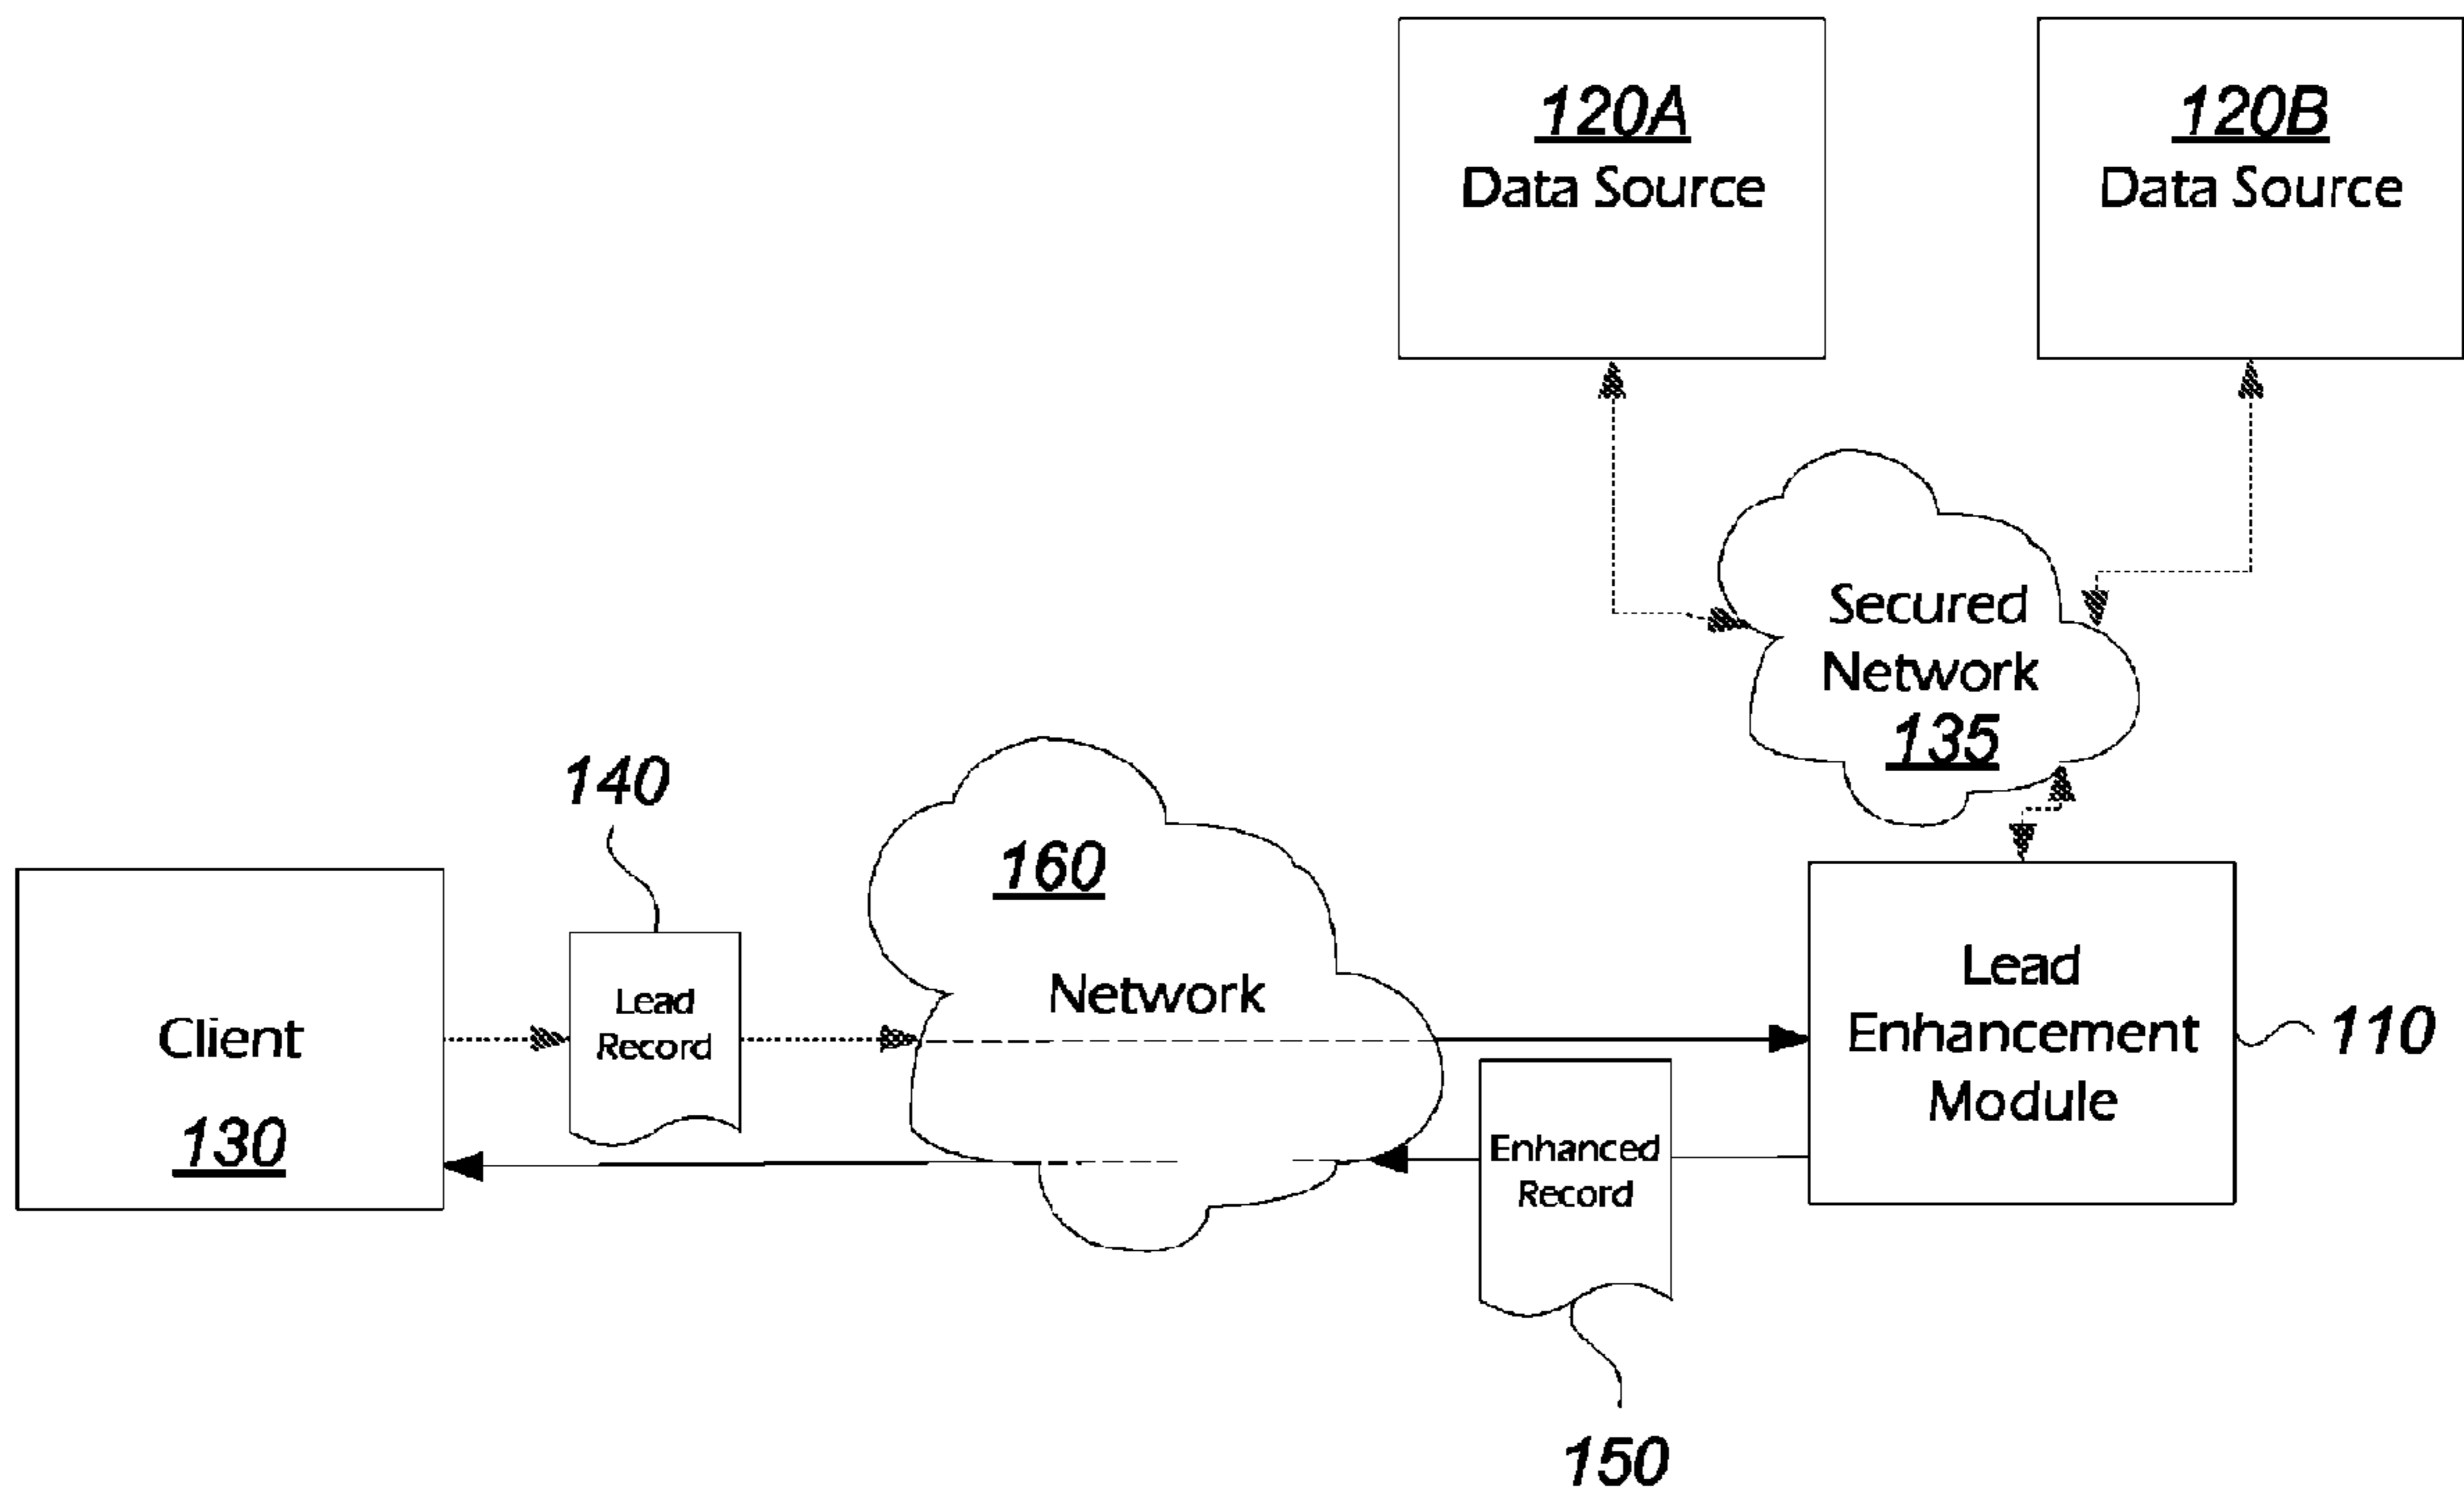 120A
Data Source
120B
Data Source
Secured
Network
135
140
160
Network
Lead
Record
Client
130
Lead
Enhancement
Module
110
Enhanced
Record
150